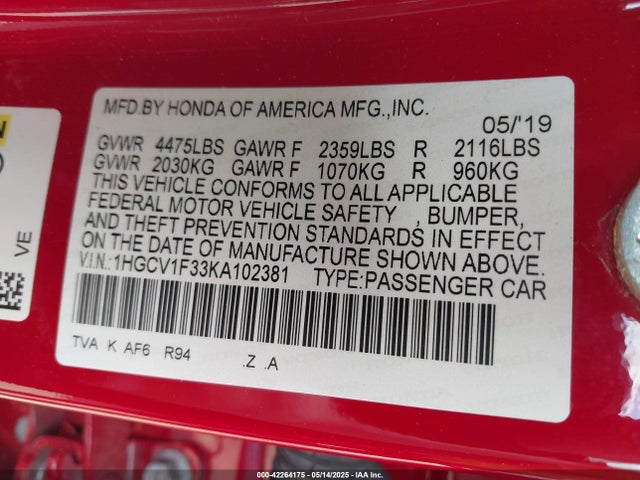 MFD.BY HONDA OF AMERICA MFG.,INC.
05/'19
GVWR 4475LBS GAWR F 2359LBS R 2116LBS
GVWR 2030KG GAWR F 1070KG R 960KG
THIS VEHICLE CONFORMS TO ALL APPLICABLE
FEDERAL MOTOR VEHICLE SAFETY , BUMPER,
AND THEFT PREVENTION STANDARDS IN EFFECT
ON THE DATE OF MANUFACTURE SHOWN ABOVE.
V.I.N.:1HGCV1F33KA102381 TYPE:PASSENGER CAR
TVA K AF6 R94 .Z .A
VE
000-42264175 - 05/14/2025 - IAA Inc.